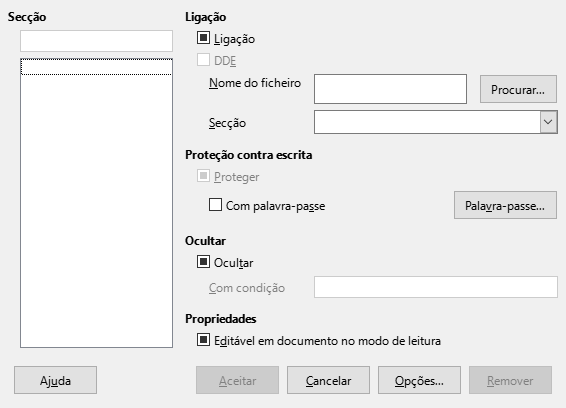 Secção
Ligação
Ligação
DDE
Nome do ficheiro
Procurar...
Secção
Proteção contra escrita
Proteger
Com palavra-passe
Palavra-passe...
Ocultar
Ocultar
Com condição
Propriedades
Editável em documento no modo de leitura
Ajuda
Aceitar
Cancelar
Opções...
Remover